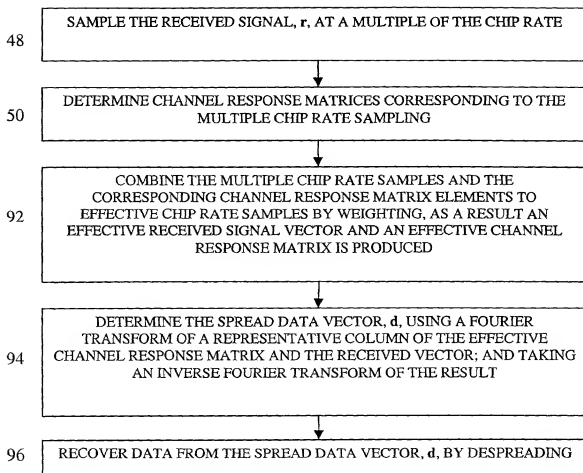 48 SAMPLE THE RECEIVED SIGNAL, r, AT A MULTIPLE OF THE CHIP RATE
50 DETERMINE CHANNEL RESPONSE MATRICES CORRESPONDING TO THE
MULTIPLE CHIP RATE SAMPLING
COMBINE THE MULTIPLE CHIP RATE SAMPLES AND THE
CORRESPONDING CHANNEL RESPONSE MATRIX ELEMENTS TO
92 EFFECTIVE CHIP RATE SAMPLES BY WEIGHTING, AS A RESULT AN
EFFECTIVE RECEIVED SIGNAL VECTOR AND AN EFFECTIVE CHANNEL
RESPONSE MATRIX IS PRODUCED
DETERMINE THE SPREAD DATA VECTOR, d, USING A FOURIER
TRANSFORM OF A REPRESENTATIVE COLUMN OF THE EFFECTIVE
94 CHANNEL RESPONSE MATRIX AND THE RECEIVED VECTOR; AND TAKING
AN INVERSE FOURIER TRANSFORM OF THE RESULT
96 RECOVER DATA FROM THE SPREAD DATA VECTOR, d, BY DESPREADING